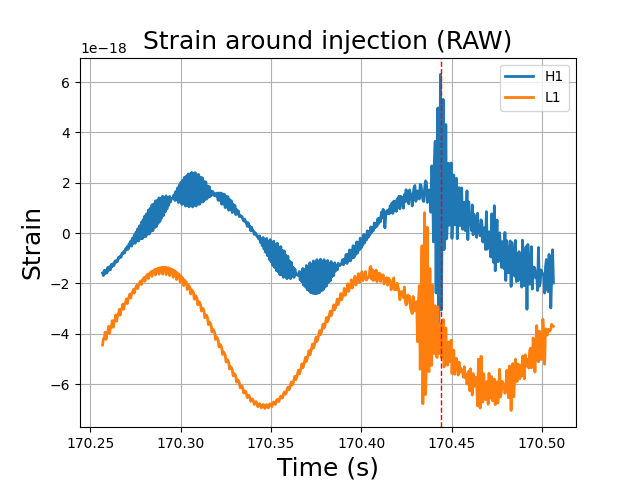 Strain around injection (RAW)
1e−18
H1
L1
6
4
2
0
−2
−4
−6
Strain
170.25 170.30 170.35 170.40 170.45 170.50
Time (s)